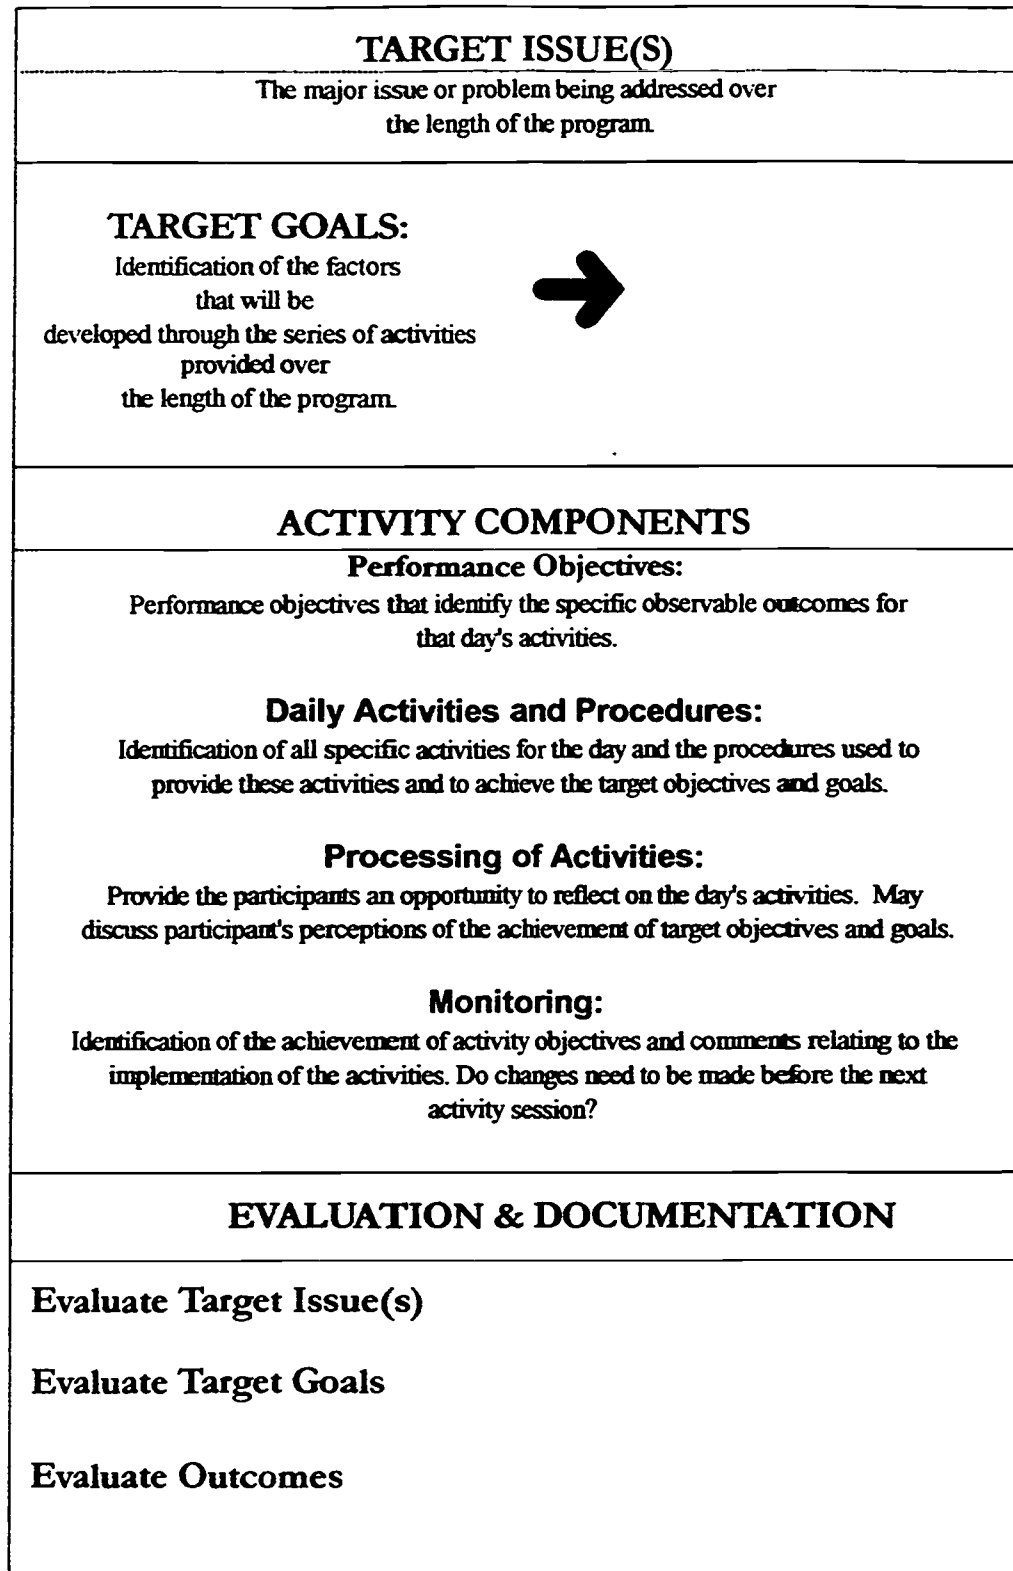 TARGET ISSUE(S)
The major issue or problem being addressed over
the length of the program.
TARGET GOALS:
Identification of the factors
that will be
developed through the series of activities
provided over
the length of the program.
ACTIVITY COMPONENTS
Performance Objectives:
Performance objectives that identify the specific observable outcomes for
that day's activities.
Daily Activities and Procedures:
Identification of all specific activities for the day and the procedures used to
provide these activities and to achieve the target objectives and goals.
Processing of Activities:
Provide the participants an opportunity to reflect on the day's activities. May
discuss participant's perceptions of the achievement of target objectives and goals.
Monitoring:
Identification of the achievement of activity objectives and comments relating to the
implementation of the activities. Do changes need to be made before the next
activity session?
EVALUATION & DOCUMENTATION
Evaluate Target Issue(s)
Evaluate Target Goals
Evaluate Outcomes